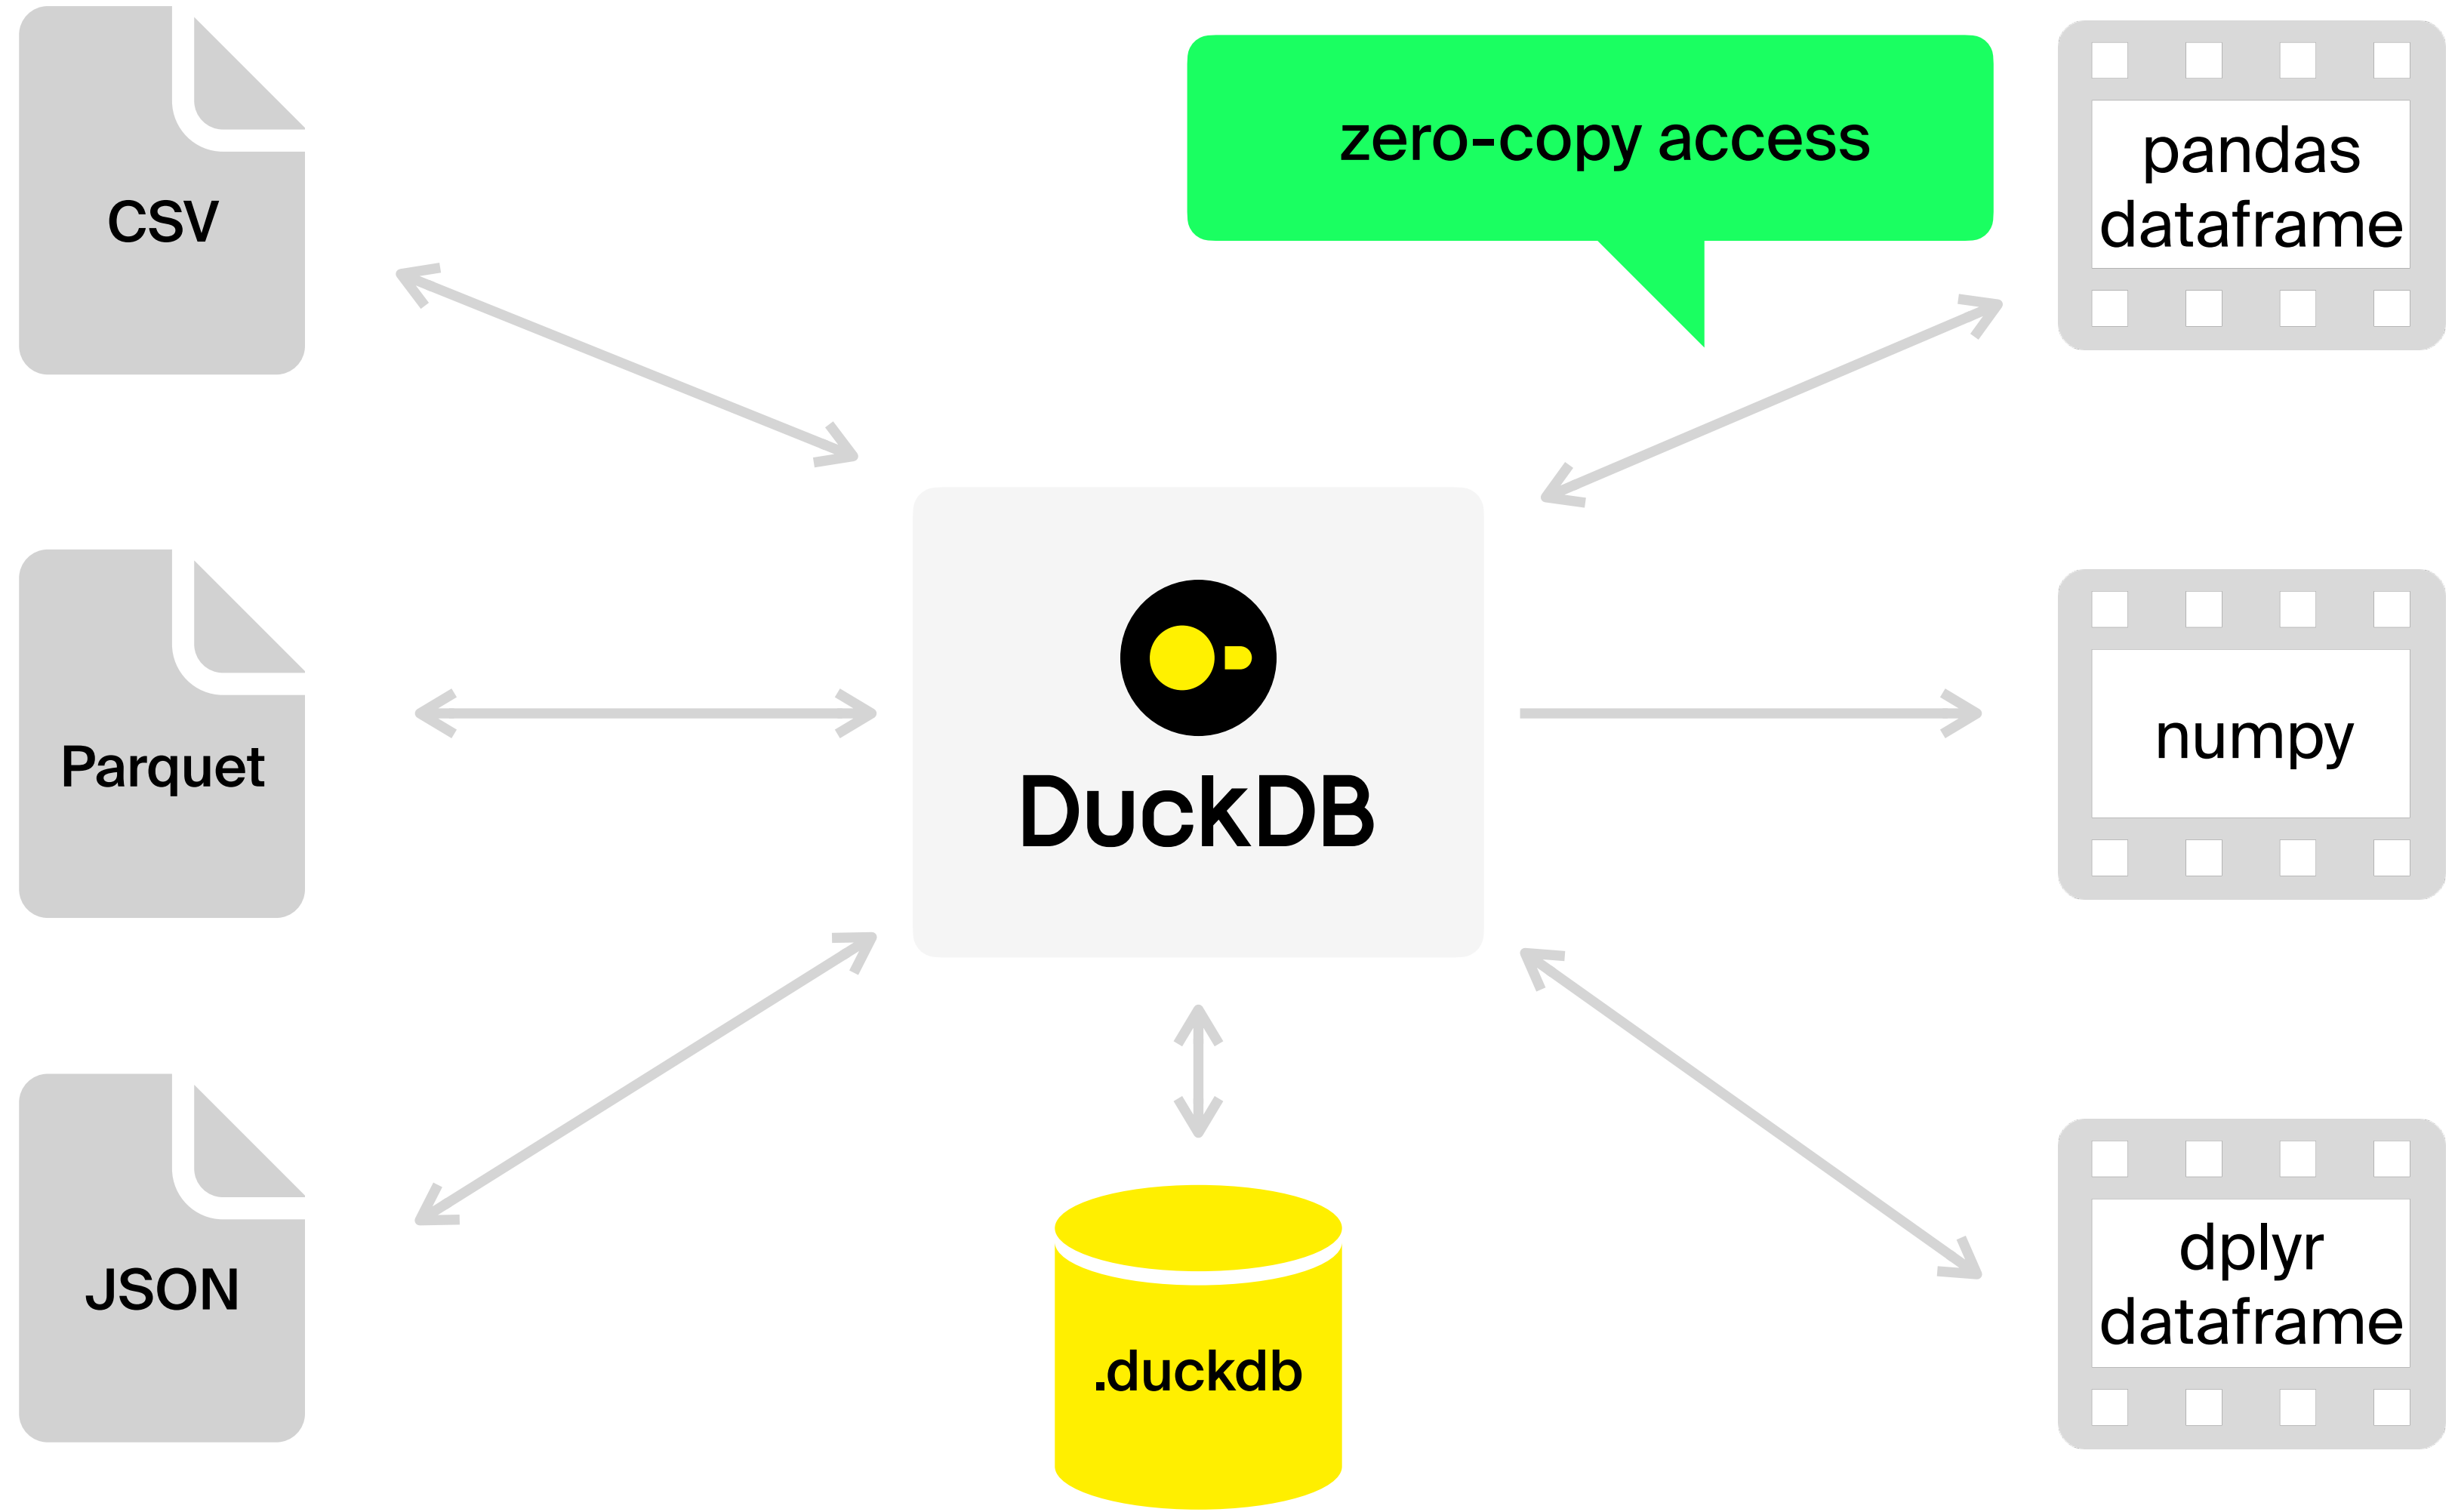 CSV
zero-copy access
pandas
dataframe
Parquet
DuckDB
numpy
JSON
.duckdb
dplyr
dataframe